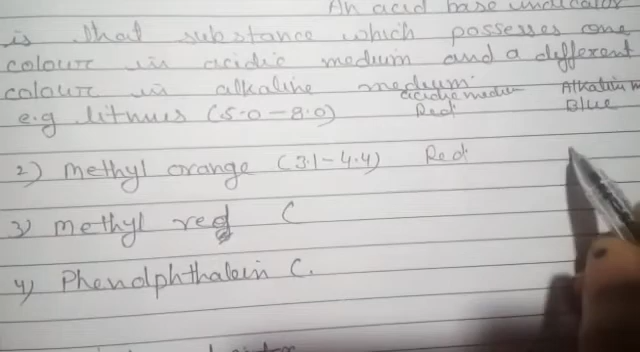 An acid base indicator
is that substance which possesses one
colour in acidic medium and a different
colour in alkaline medium.
acidic medium Alkaline m
e.g litmus (5.0-8.0) Red Blue
2) Methyl orange (3.1-4.4) Red
3) Methyl red (
4) Phenolphthalein (.